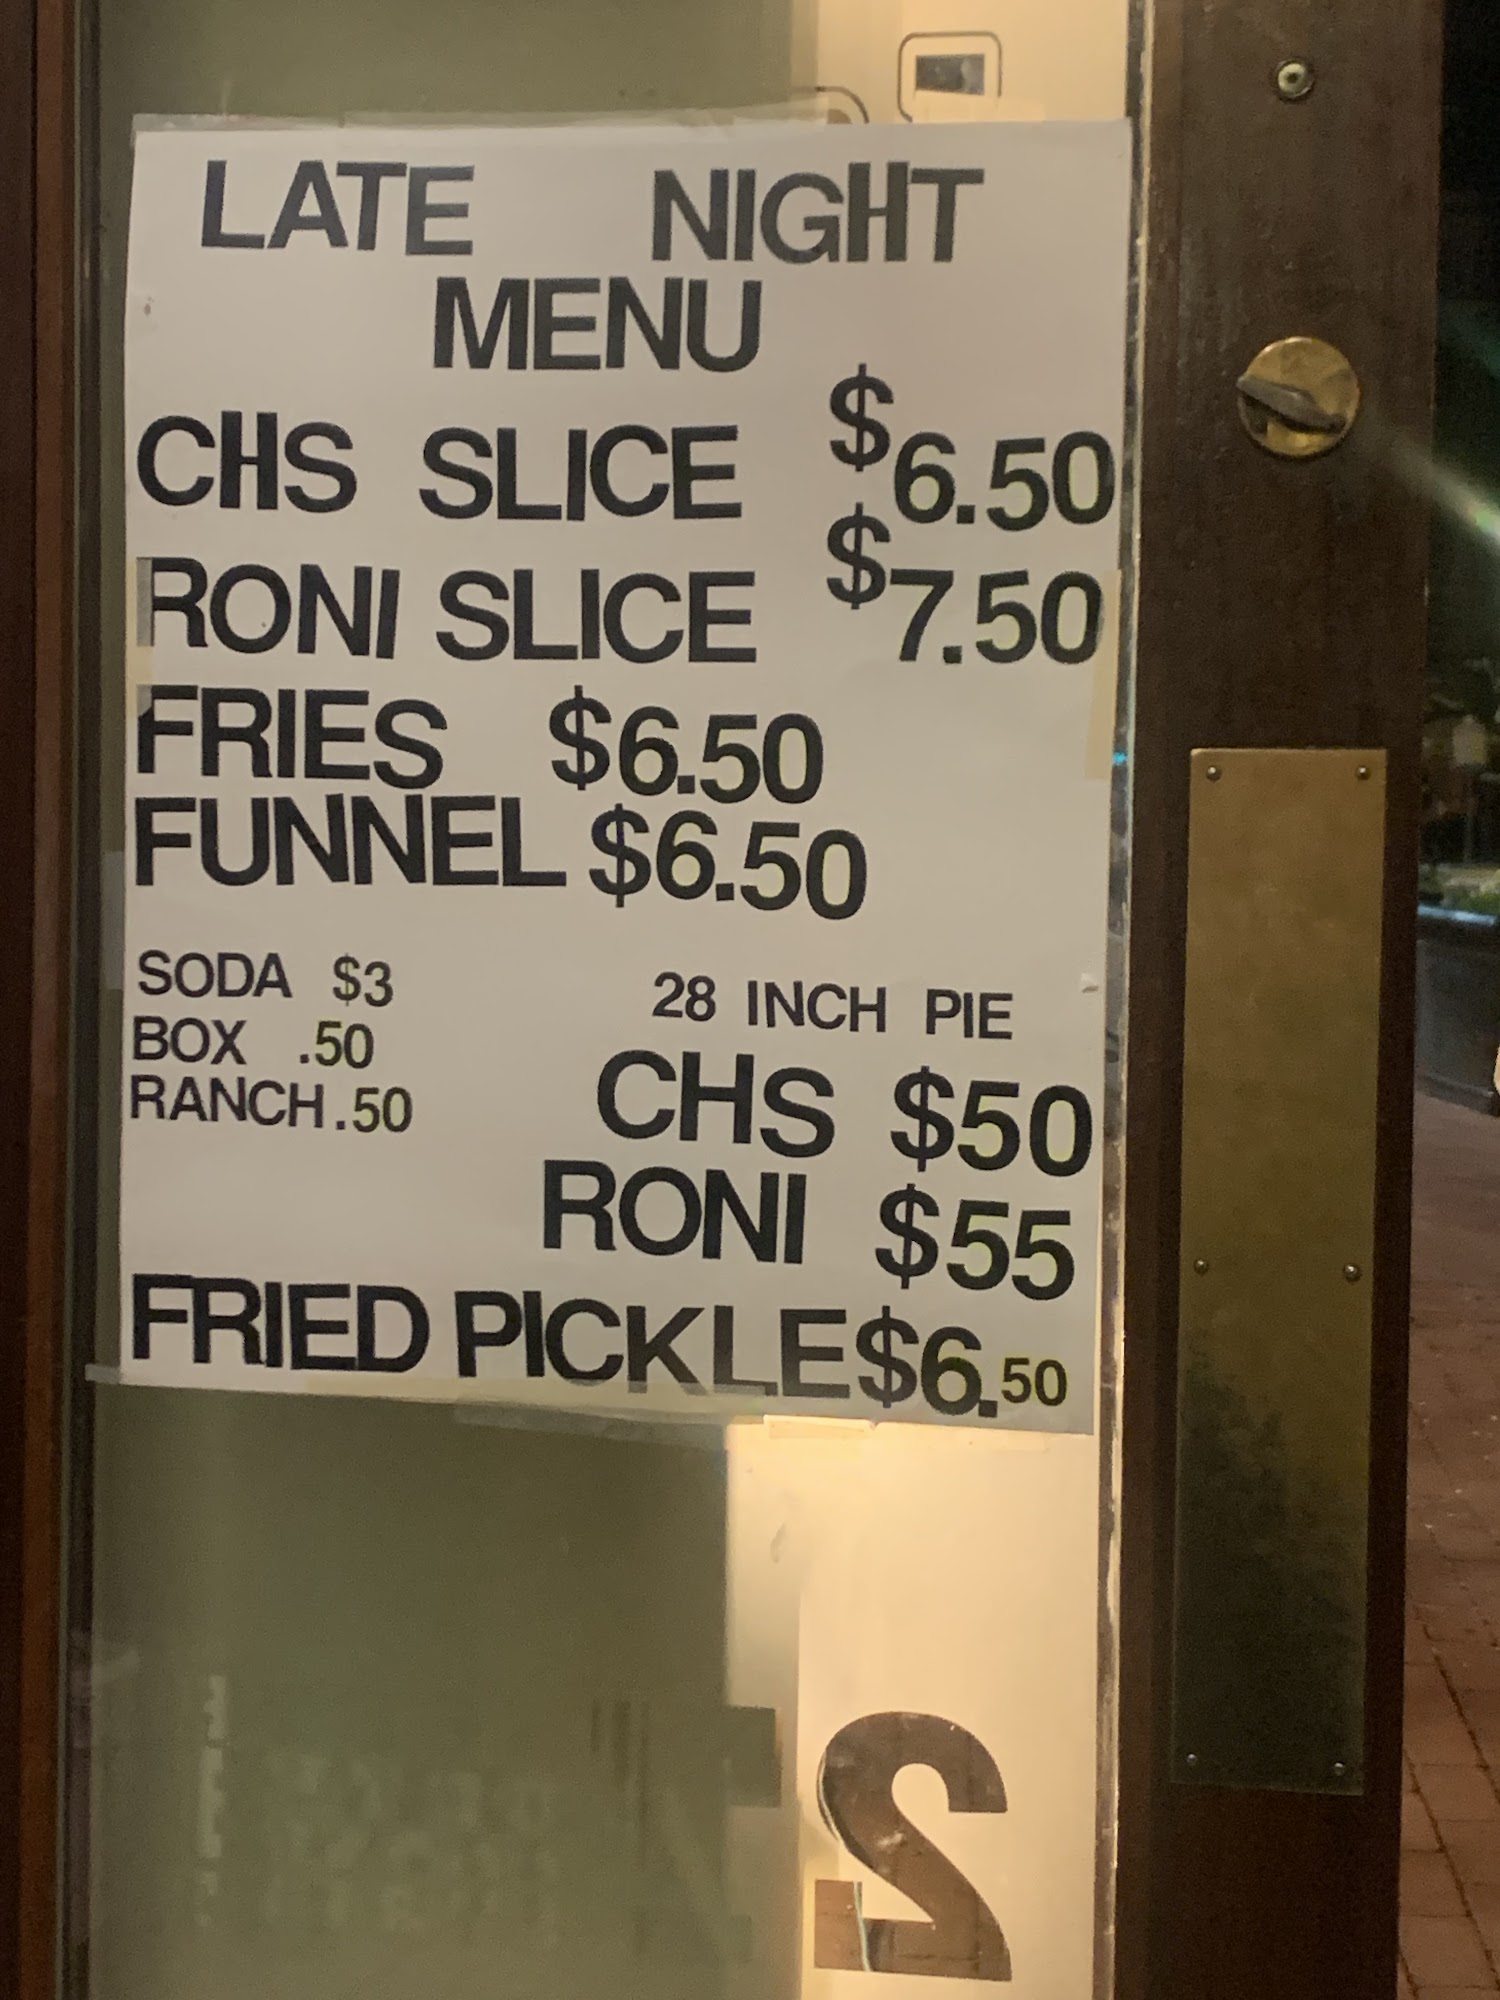 LATE NIGHT
MENU
CHS SLICE $6.50
RONI SLICE $7.50
FRIES $6.50
FUNNEL $6.50
SODA $3
BOX .50
RANCH .50
28 INCH PIE
CHS $50
RONI $55
FRIED PICKLE $6.50
2